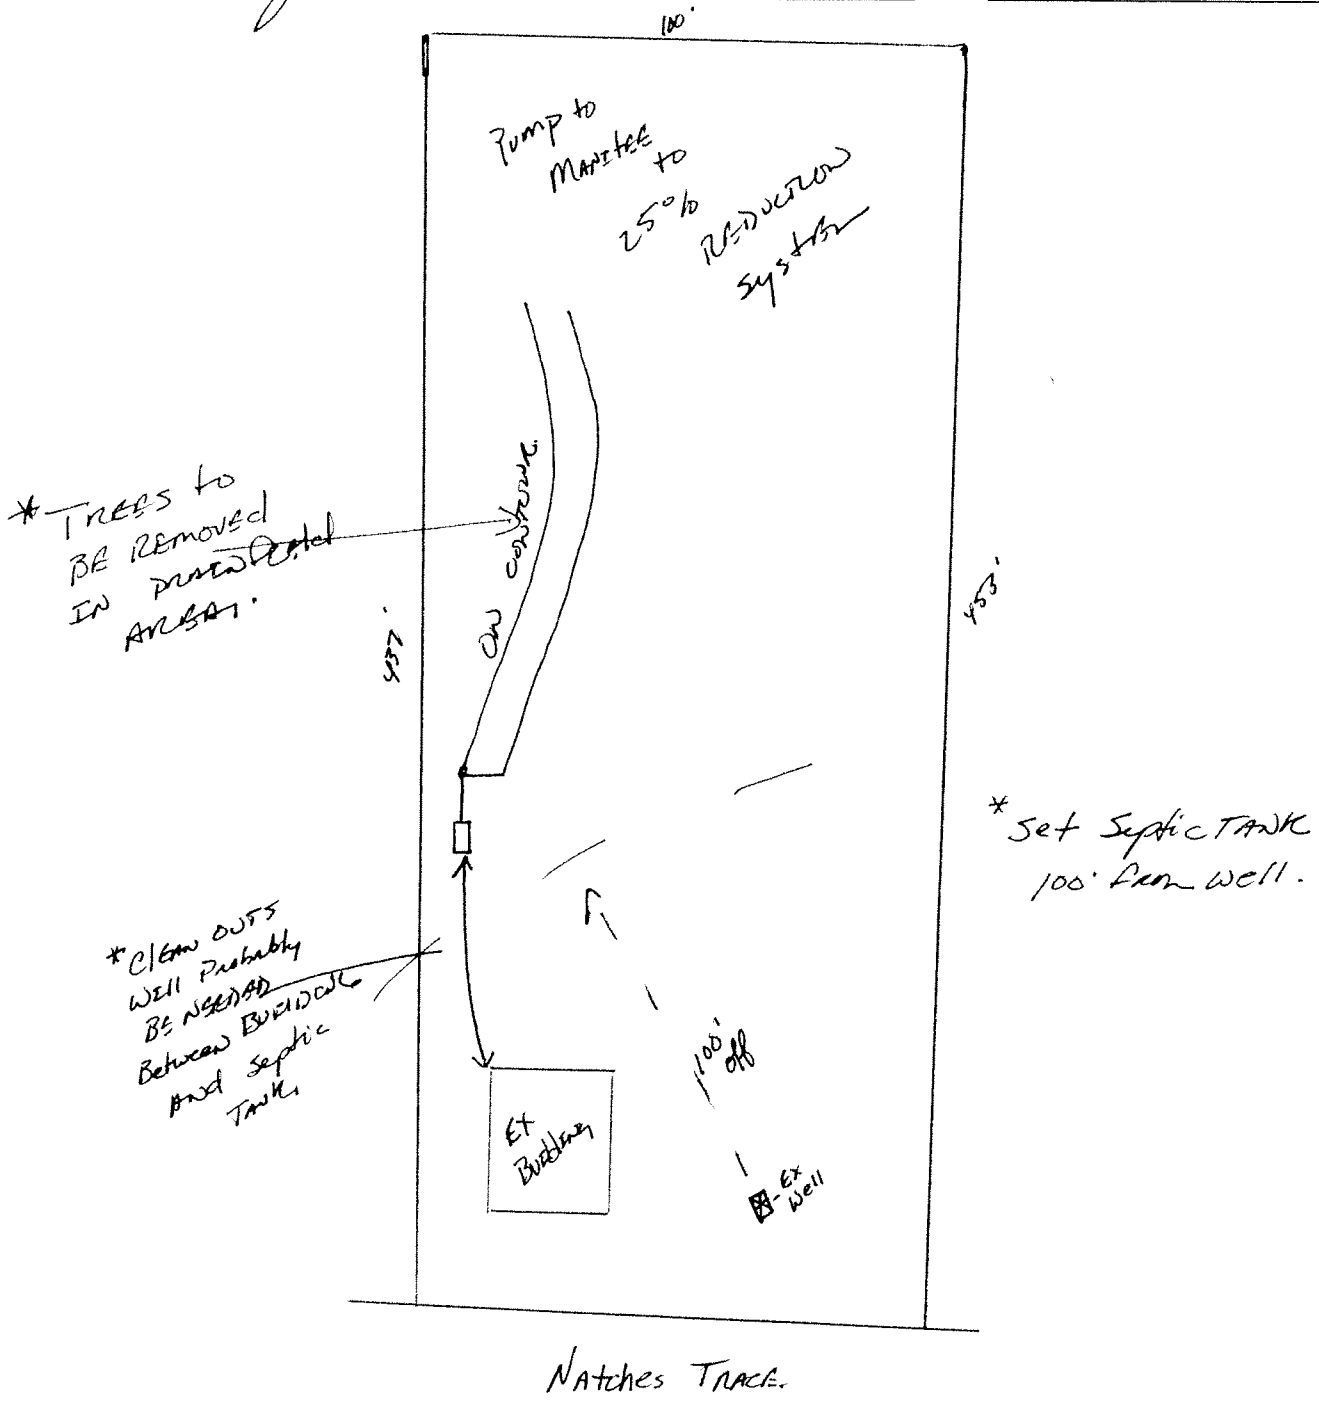 100'
Pump to
MANITEE
to
25%
REDUCTION
System
* TREES to
BE REMOVEd
IN DRAINfield
AREA.
ON CONTOUR
437'
453'
* Set Septic TANK
100' from well.
* ClEAN OUTS
Will Probably
BE NEEDED
Between BUILDING
And Septic
TANK.
100'
off
EX
Building
EX
Well
NAtches TRACE.